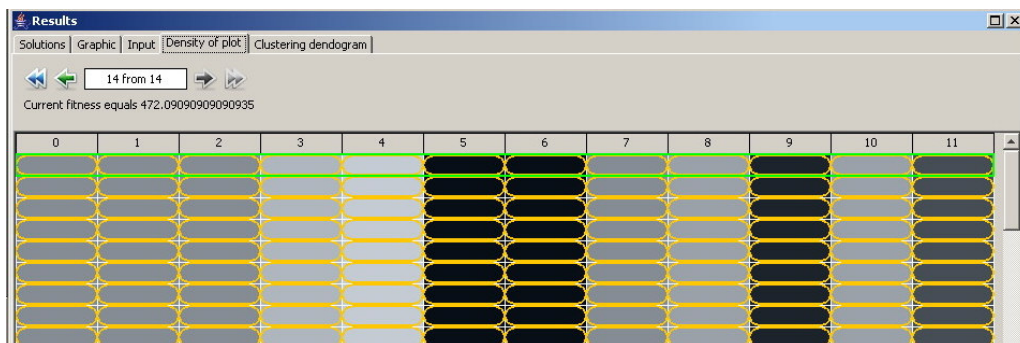 Results
Solutions Graphic Input Density of plot Clustering dendogram
14 from 14
Current fitness equals 472.09090909090935
0 1 2 3 4 5 6 7 8 9 10 11